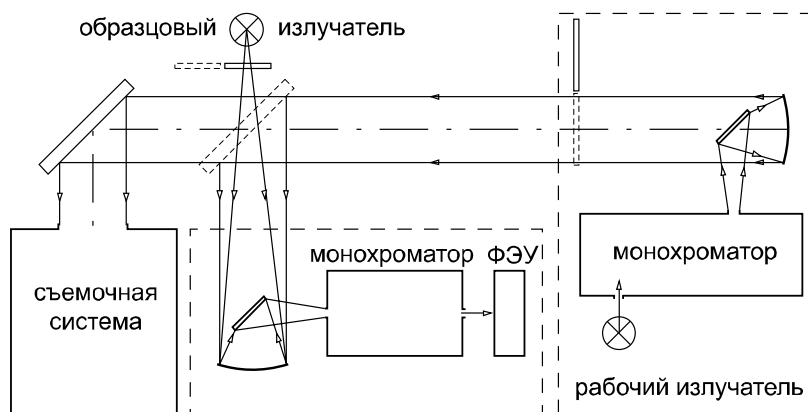 образцовый излучатель
монохроматор ФЭУ
монохроматор
съемочная
система
рабочий излучатель